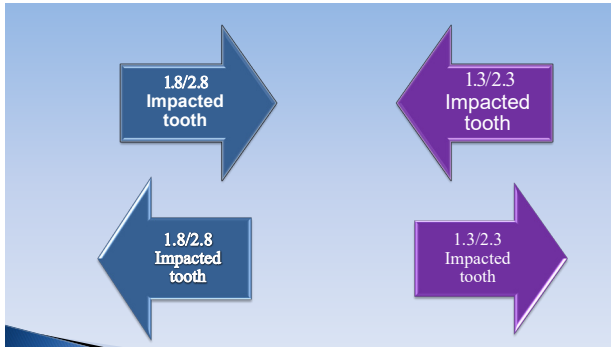 1.8/2.8
Impacted
tooth
1.3/2.3
Impacted
tooth
1.8/2.8
Impacted
tooth
1.3/2.3
Impacted
tooth